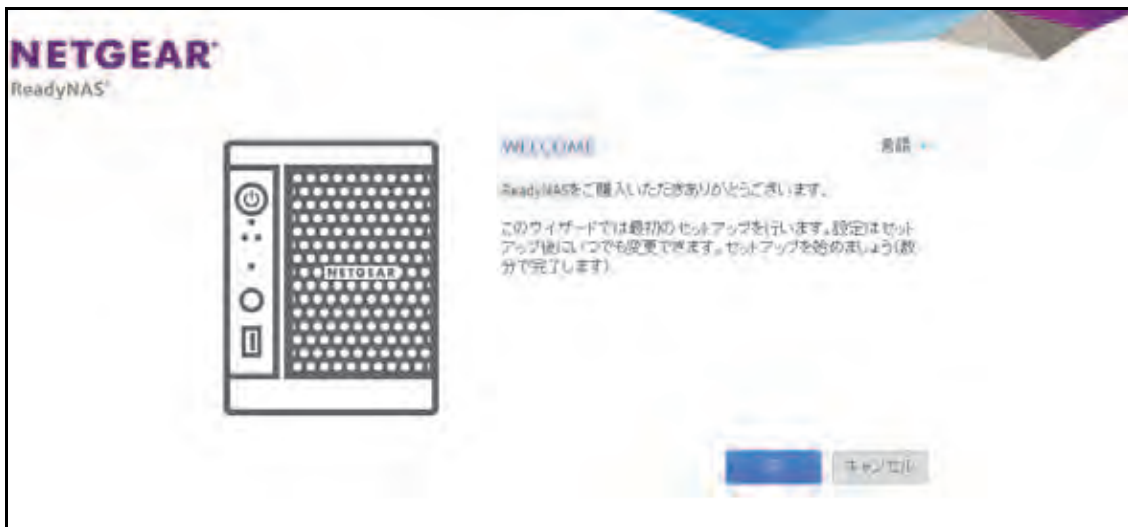 NETGEAR®
ReadyNAS®
WELCOME
言語
ReadyNASをご購入いただきありがとうございます。
このウィザードでは最初のセットアップを行います。設定はセット
アップ後にいつでも変更できます。セットアップを始めましょう(数
分で完了します)
NETGEAR
キャンセル